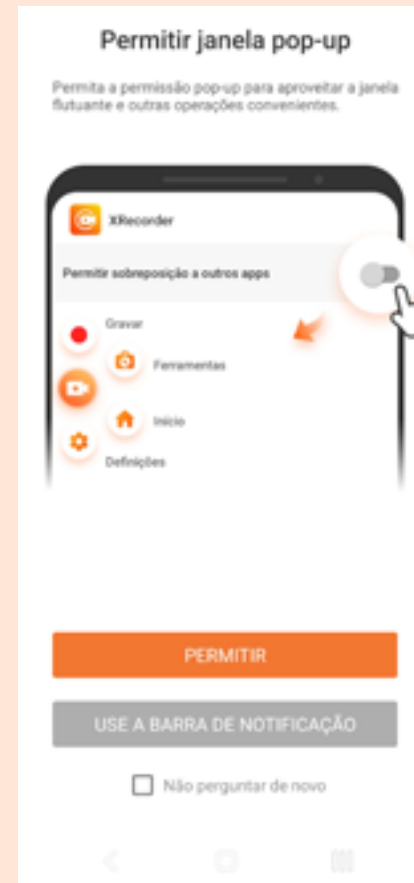 Permitir janela pop-up
Permita a permissão pop-up para aproveitar a janela
flutuante e outras operações convenientes.
XRecorder
Permitir sobreposição a outros apps
Gravar
Ferramentas
Início
Definições
PERMITIR
USE A BARRA DE NOTIFICAÇÃO
Não perguntar de novo